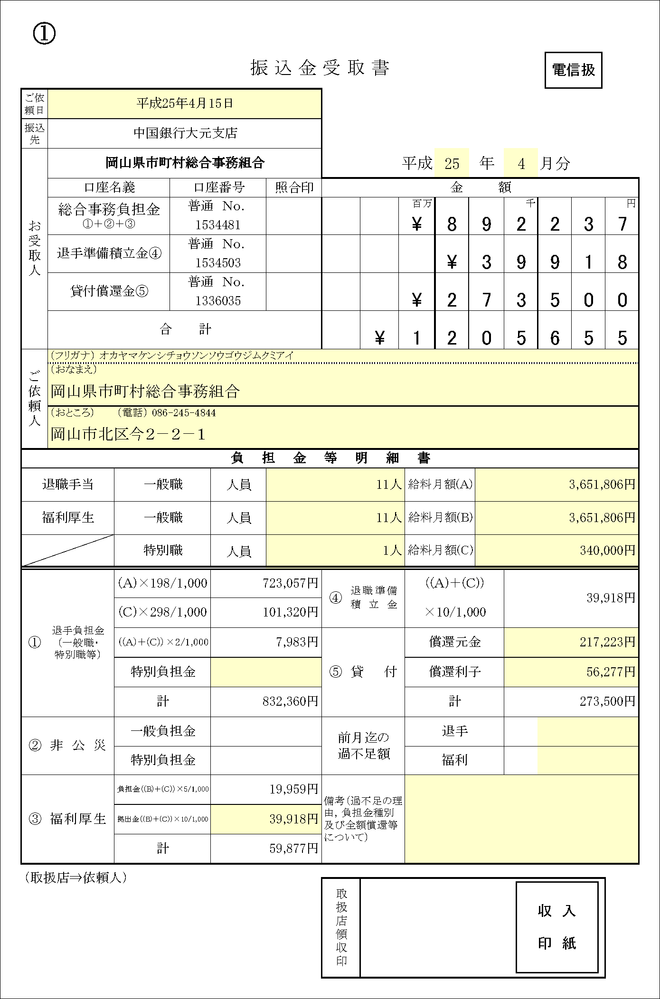 ①
振込金受取書
電信扱
ご依頼日
平成25年4月15日
振込先
中国銀行大元支店
お受取人
岡山県市町村総合事務組合
平成 25 年 4 月分
口座名義 口座番号 照合印 金額
総合事務負担金
①＋②＋③
普通 No.
1534481
百万 千 円
¥ 8 9 2 2 3 7
退手準備積立金④
普通 No.
1534503
¥ 3 9 9 1 8
貸付償還金⑤
普通 No.
1336035
¥ 2 7 3 5 0 0
合計
¥ 1 2 0 5 6 5 5
ご依頼人
（フリガナ）オカヤマケンシチョウソンソウゴウジムクミアイ
（おなまえ）
岡山県市町村総合事務組合
（おところ） （電話）086-245-4844
岡山市北区今２－２－１
負担金等明細書
退職手当 一般職 人員 11人 給料月額(A) 3,651,806円
福利厚生 一般職 人員 11人 給料月額(B) 3,651,806円
特別職 人員 1人 給料月額(C) 340,000円
① 退手負担金
（一般職・
特別職等）
(A)×198/1,000 723,057円
(C)×298/1,000 101,320円
((A)＋(C))×2/1,000 7,983円
特別負担金
計 832,360円
④ 退職準備
積立金
((A)＋(C))
×10/1,000
39,918円
⑤ 貸付
償還元金 217,223円
償還利子 56,277円
計 273,500円
② 非公災
一般負担金
特別負担金
前月迄の
過不足額
退手
福利
③ 福利厚生
負担金((B)＋(C))×5/1,000 19,959円
拠出金((B)＋(C))×10/1,000 39,918円
計 59,877円
備考（過不足の理
由，負担金種別
及び全額償還等
について）
（取扱店⇒依頼人）
取扱店領収印
収入
印紙